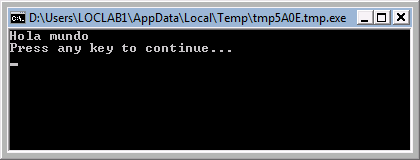 D:\Users\LOCLAB1\AppData\Local\Temp\tmp5A0E.tmp.exe
Hola mundo
Press any key to continue...